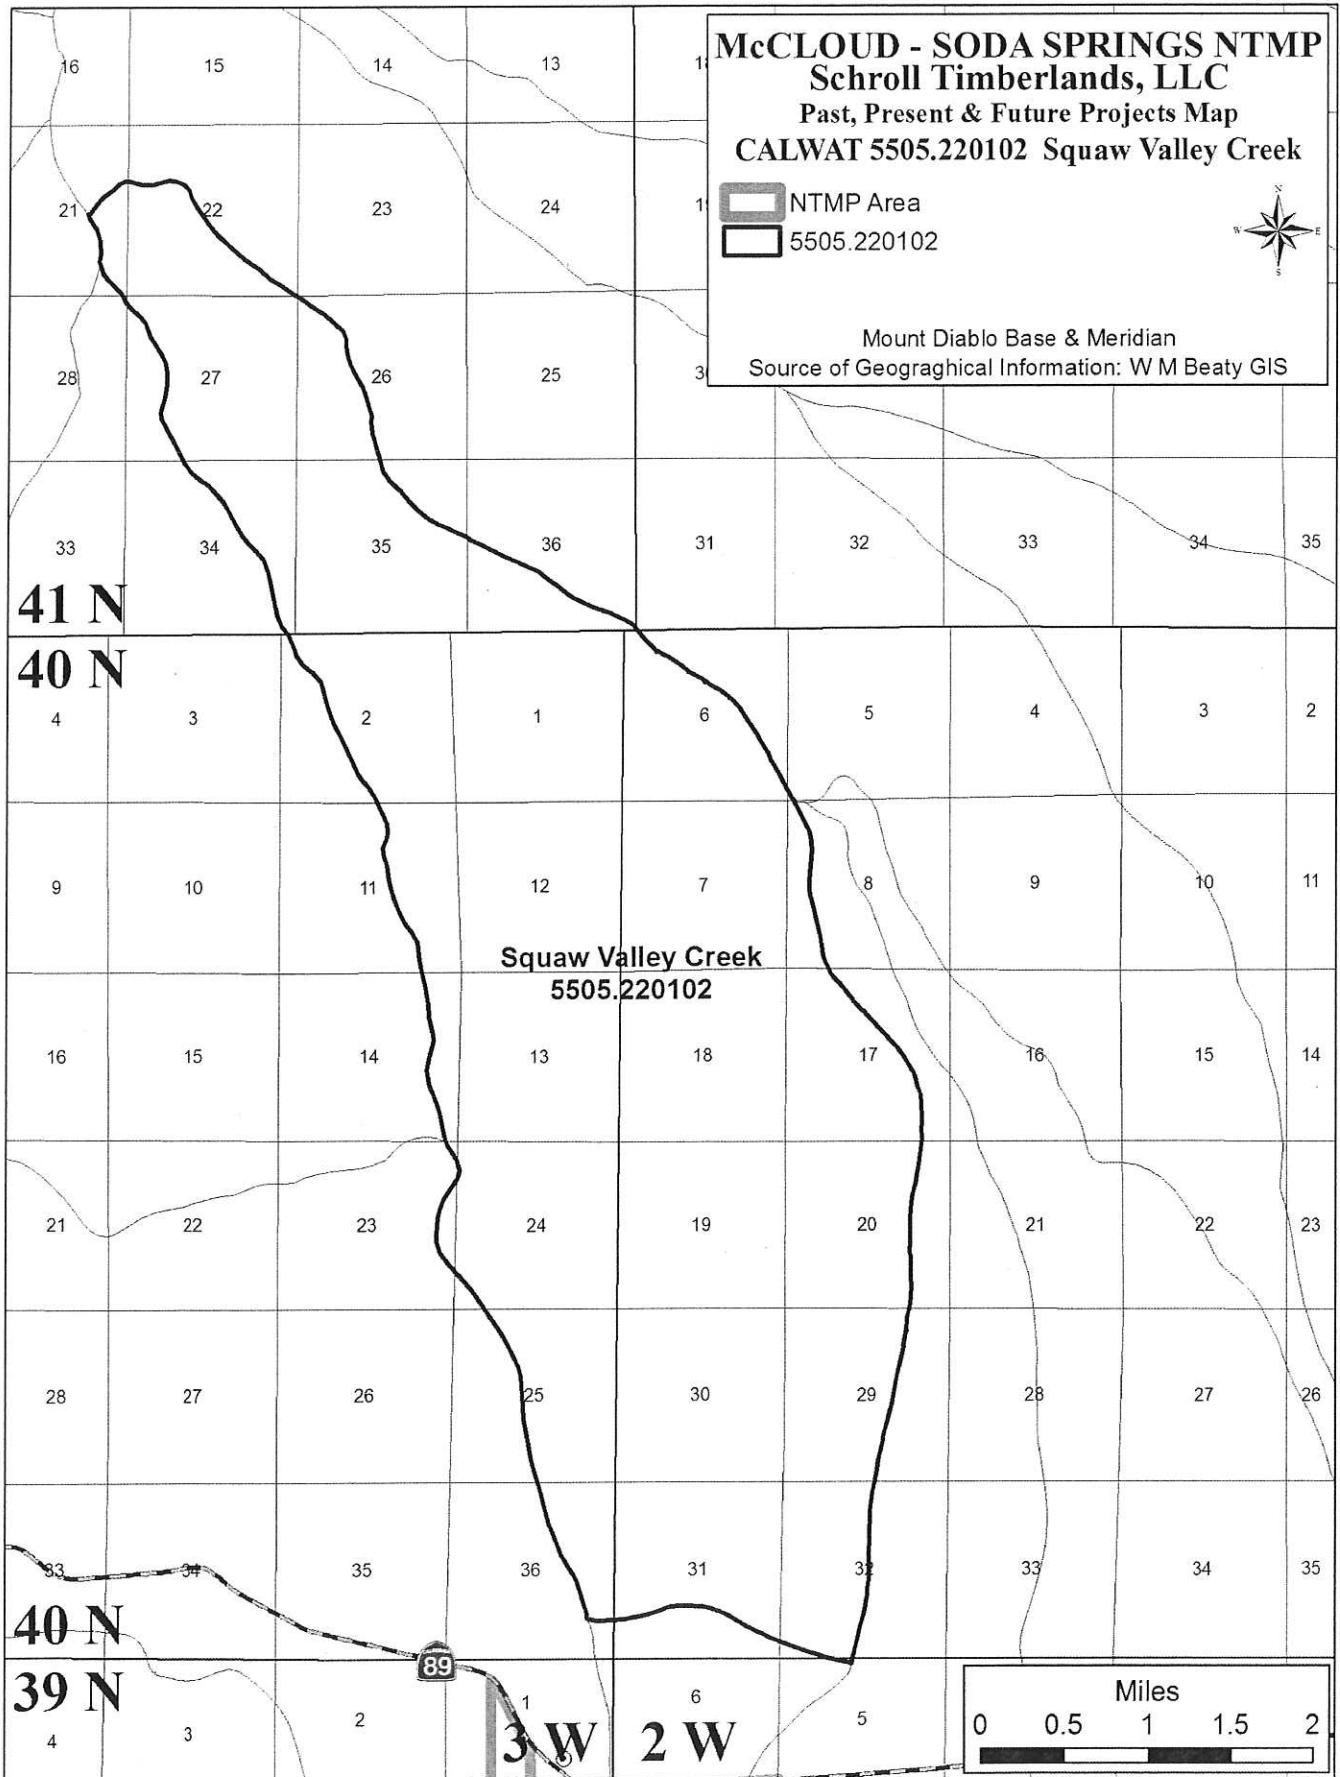 McCLOUD - SODA SPRINGS NTMP
Schroll Timberlands, LLC
Past, Present & Future Projects Map
CALWAT 5505.220102 Squaw Valley Creek
NTMP Area
5505.220102
N
W E
S
Mount Diablo Base & Meridian
Source of Geograghical Information: W M Beaty GIS
16 15 14 13 18
21 22 23 24 19
28 27 26 25 30
33 34 35 36 31 32 33 34 35
41 N
40 N
4 3 2 1 6 5 4 3 2
9 10 11 12 7 8 9 10 11
Squaw Valley Creek
5505.220102
16 15 14 13 18 17 16 15 14
21 22 23 24 19 20 21 22 23
28 27 26 25 30 29 28 27 26
33 34 35 36 31 32 33 34 35
40 N
89
39 N
4 3 2 1 6 5
3 W 2 W
Miles
0 0.5 1 1.5 2